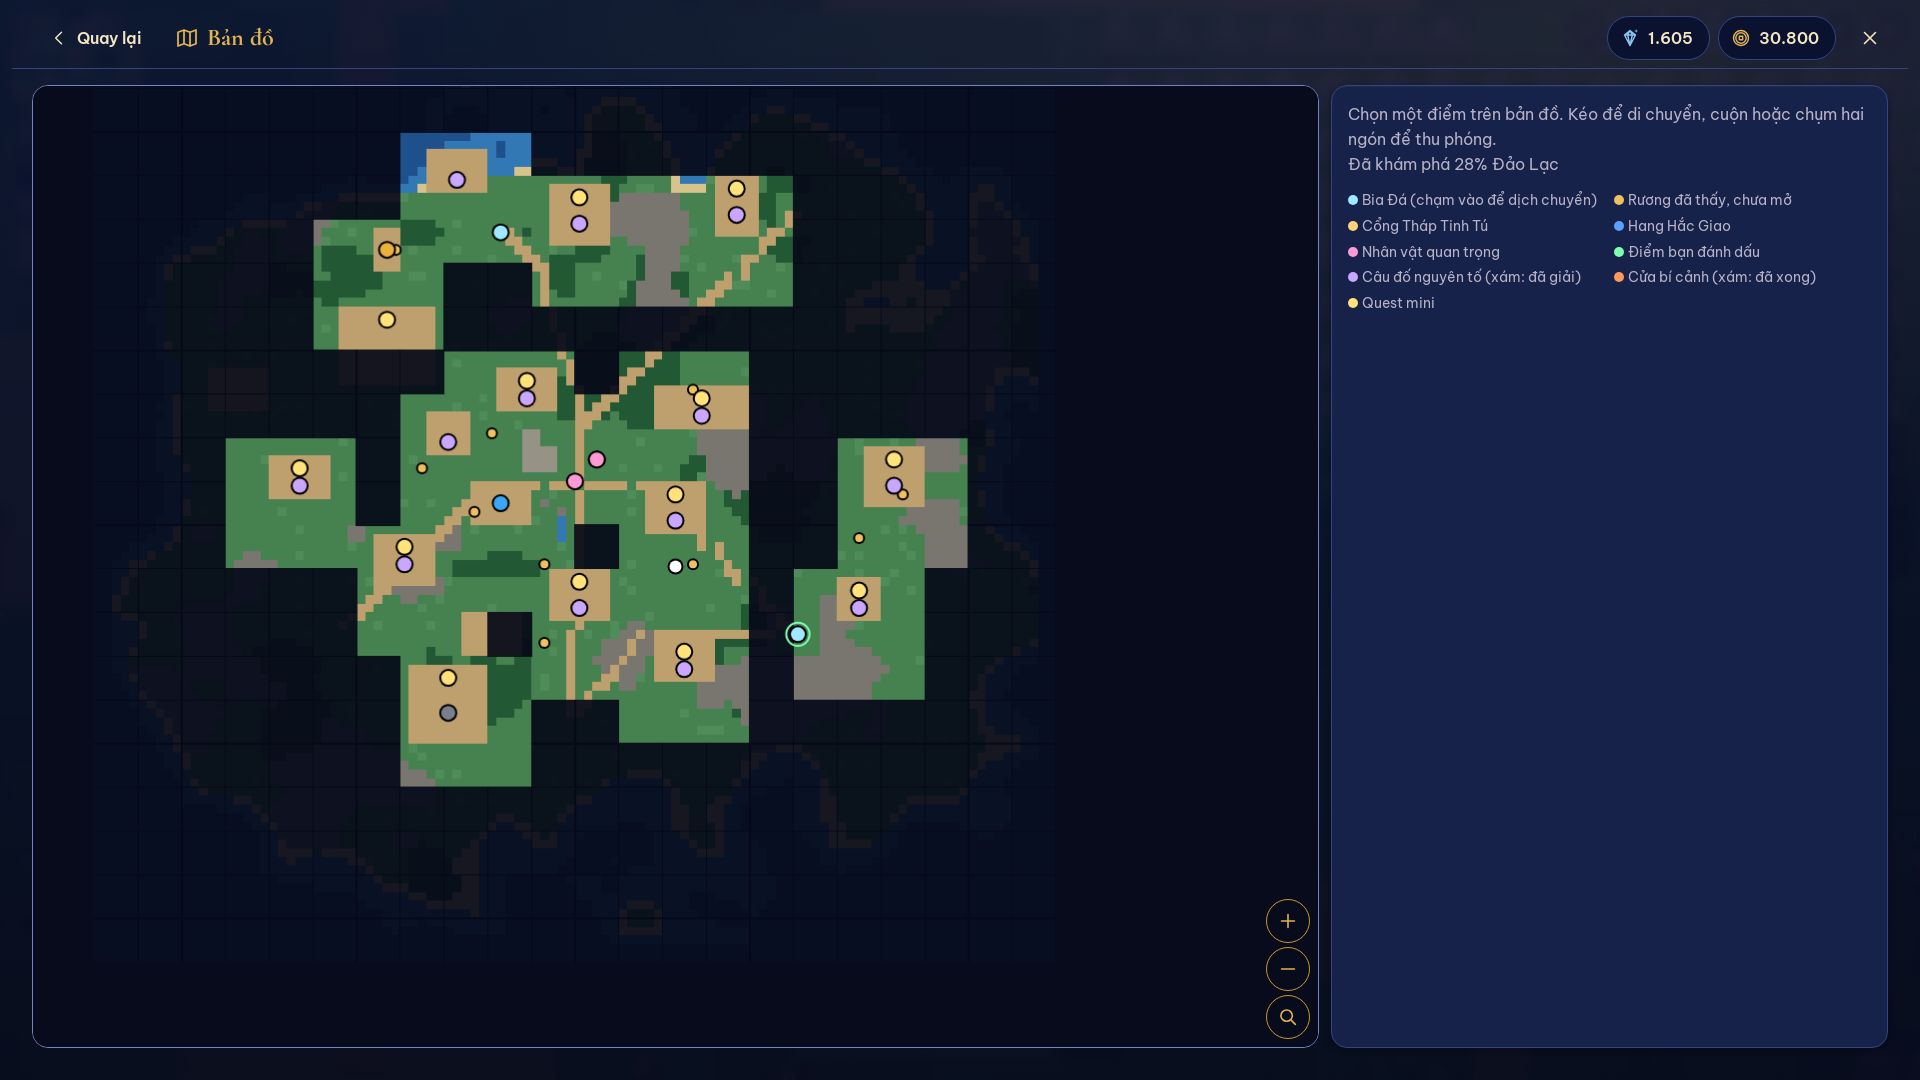 Quay lại
Bản đồ
1.605
30.800
Chọn một điểm trên bản đồ. Kéo để di chuyển, cuộn hoặc chụm hai
ngón để thu phóng.
Đã khám phá 28% Đảo Lạc
Bia Đá (chạm vào để dịch chuyển)
Rương đã thấy, chưa mở
Cổng Tháp Tinh Tú
Hang Hắc Giao
Nhân vật quan trọng
Điểm bạn đánh dấu
Câu đố nguyên tố (xám: đã giải)
Cửa bí cảnh (xám: đã xong)
Quest mini